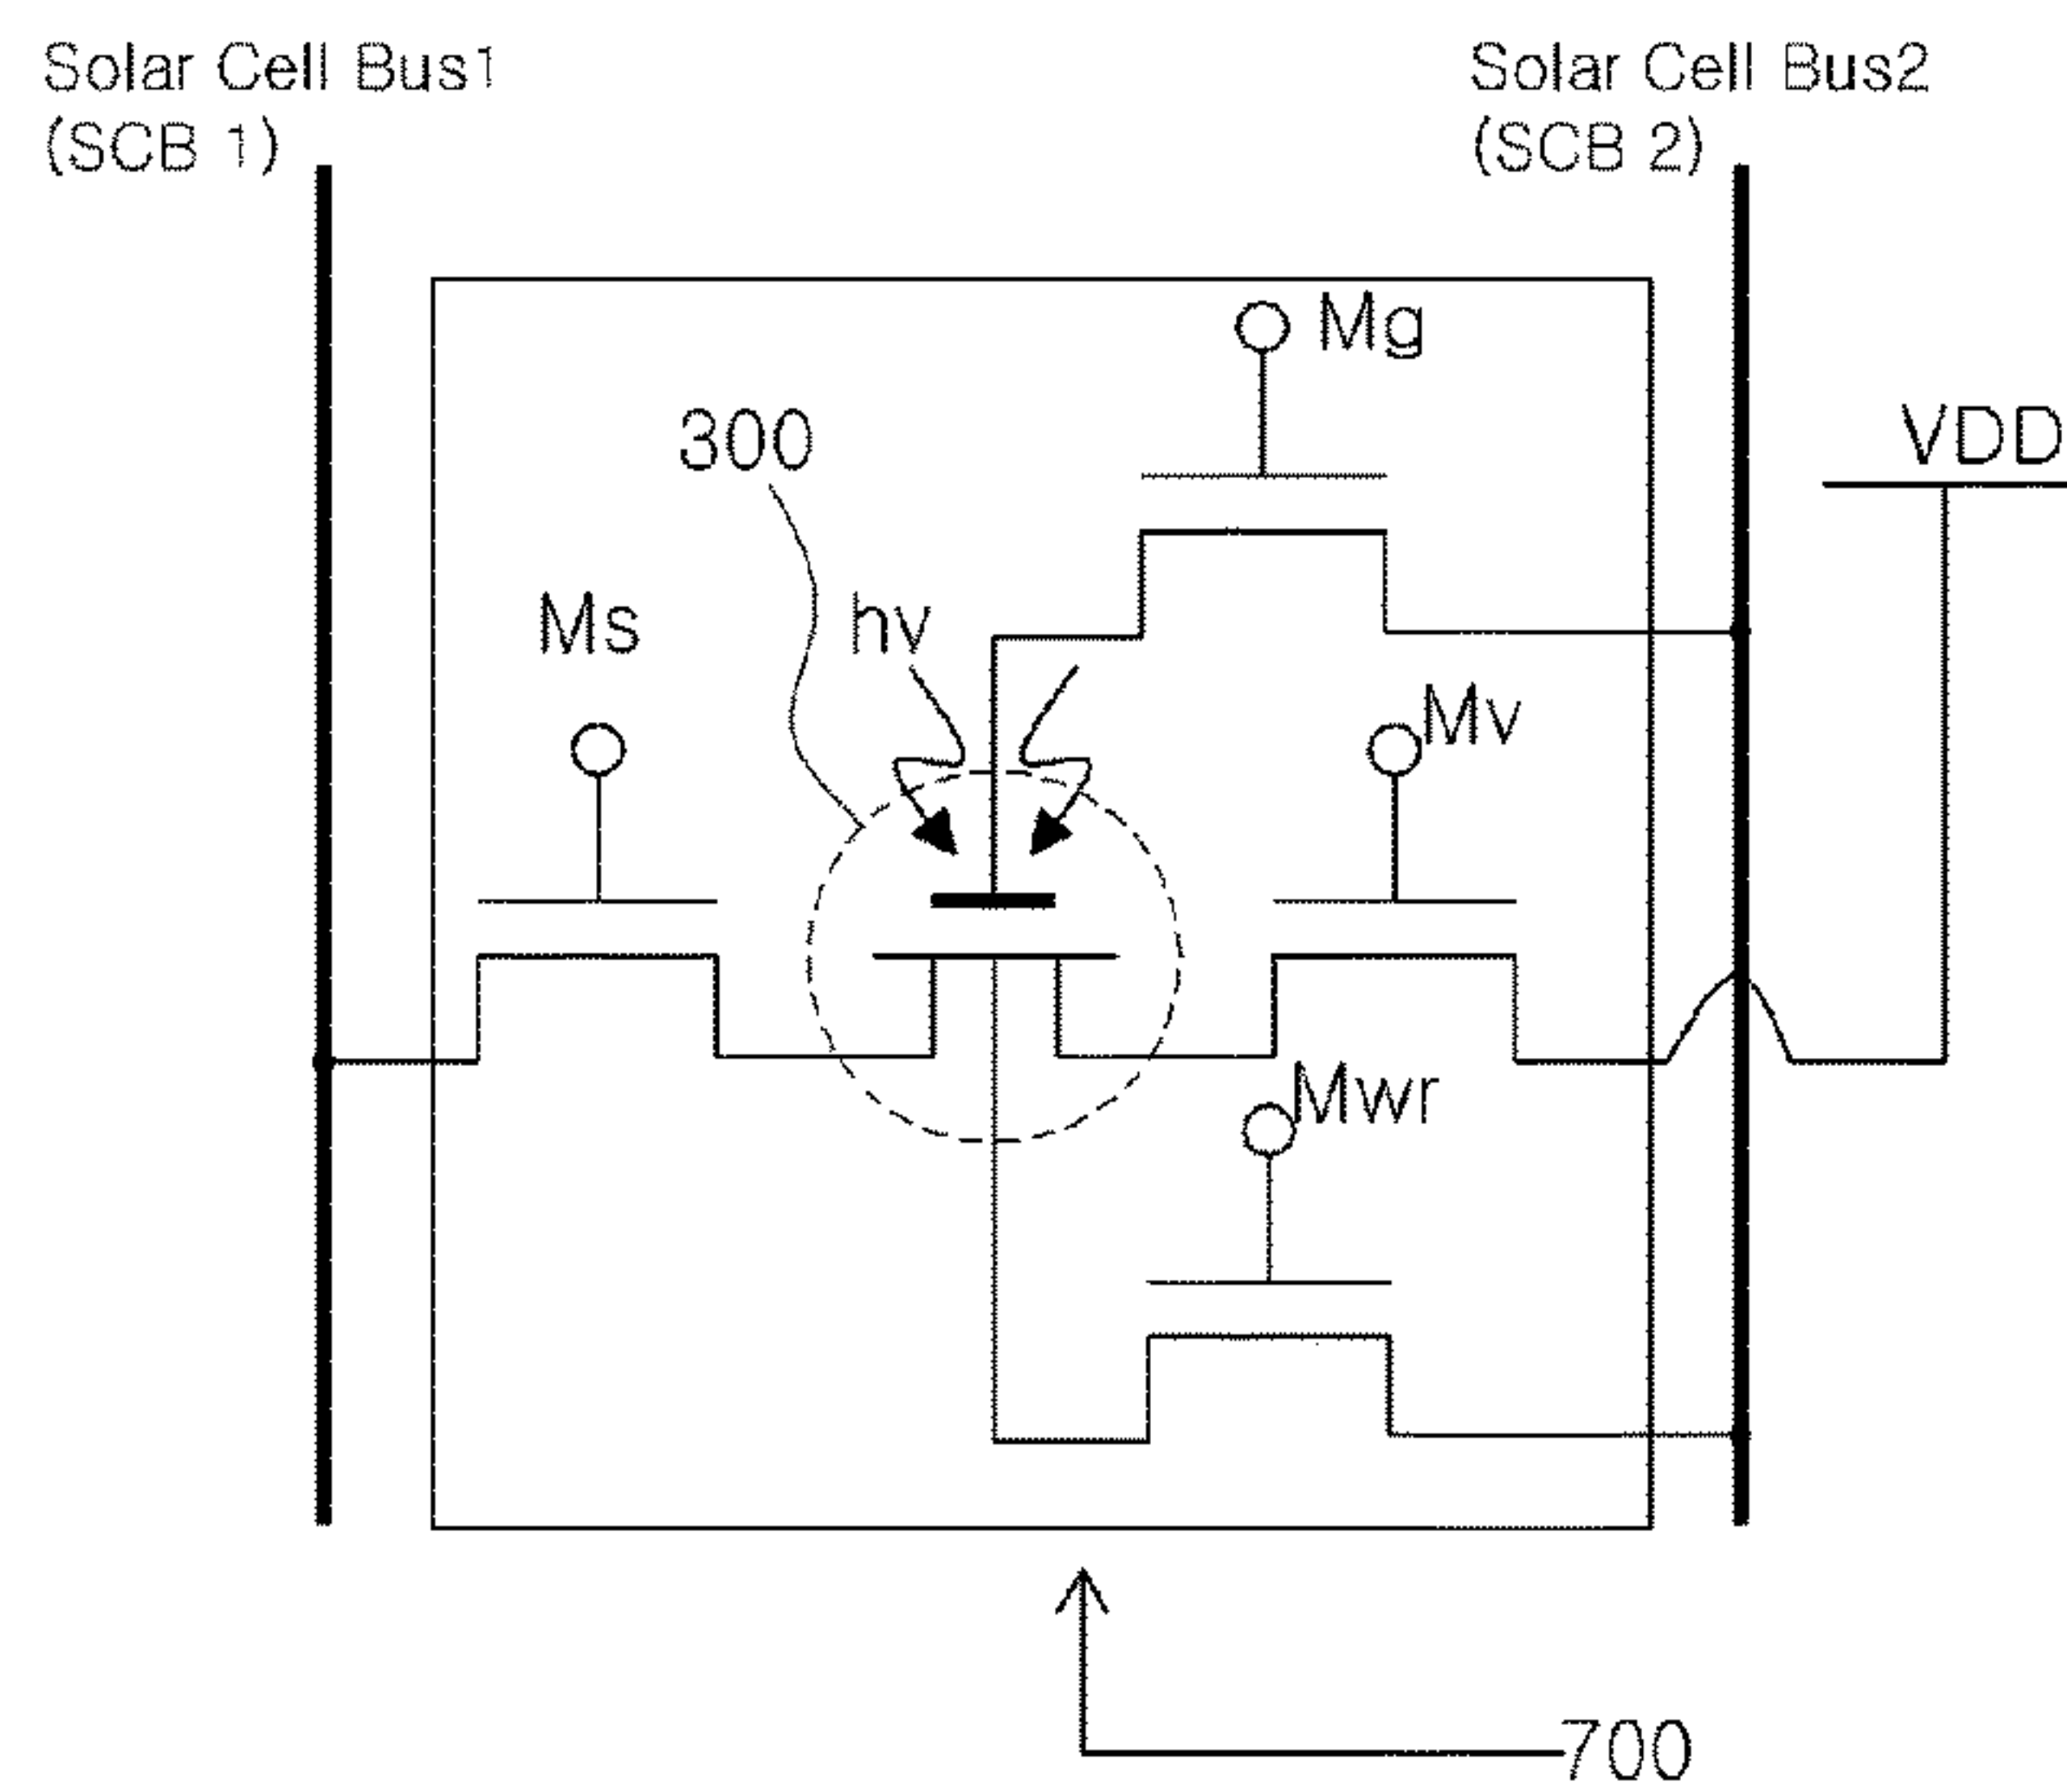 Solar Cell Bus1
(SCB 1)
Solar Cell Bus2
(SCB 2)
Mg
VDD
300
Ms
hv
Mv
Mwr
700